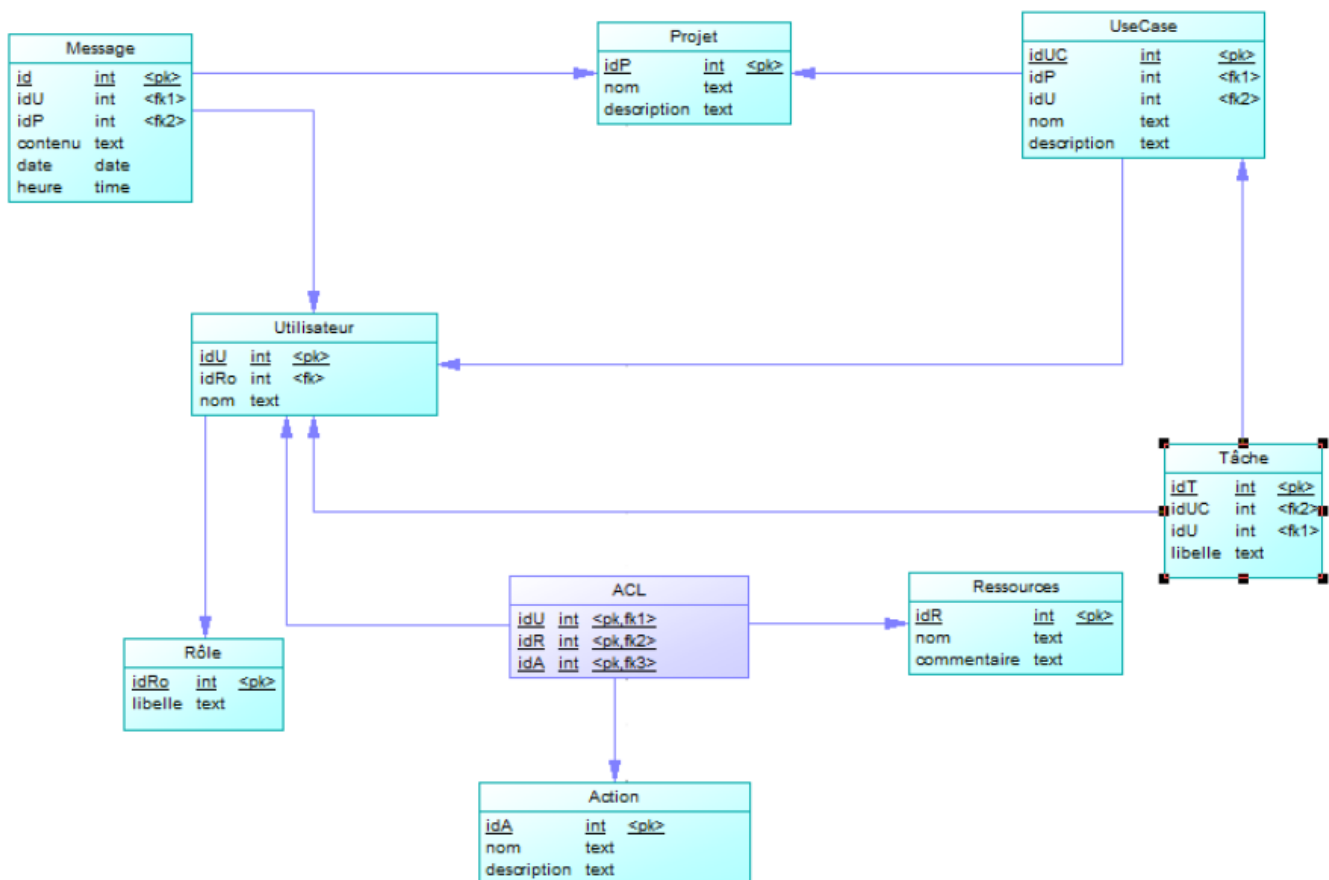 Message
id int <pk>
idU int <fk1>
idP int <fk2>
contenu text
date date
heure time
Projet
idP int <pk>
nom text
description text
UseCase
idUC int <pk>
idP int <fk1>
idU int <fk2>
nom text
description text
Utilisateur
idU int <pk>
idRo int <fk>
nom text
Tâche
idT int <pk>
idUC int <fk2>
idU int <fk1>
libelle text
ACL
idU int <pk,fk1>
idR int <pk,fk2>
idA int <pk,fk3>
Ressources
idR int <pk>
nom text
commentaire text
Rôle
idRo int <pk>
libelle text
Action
idA int <pk>
nom text
description text